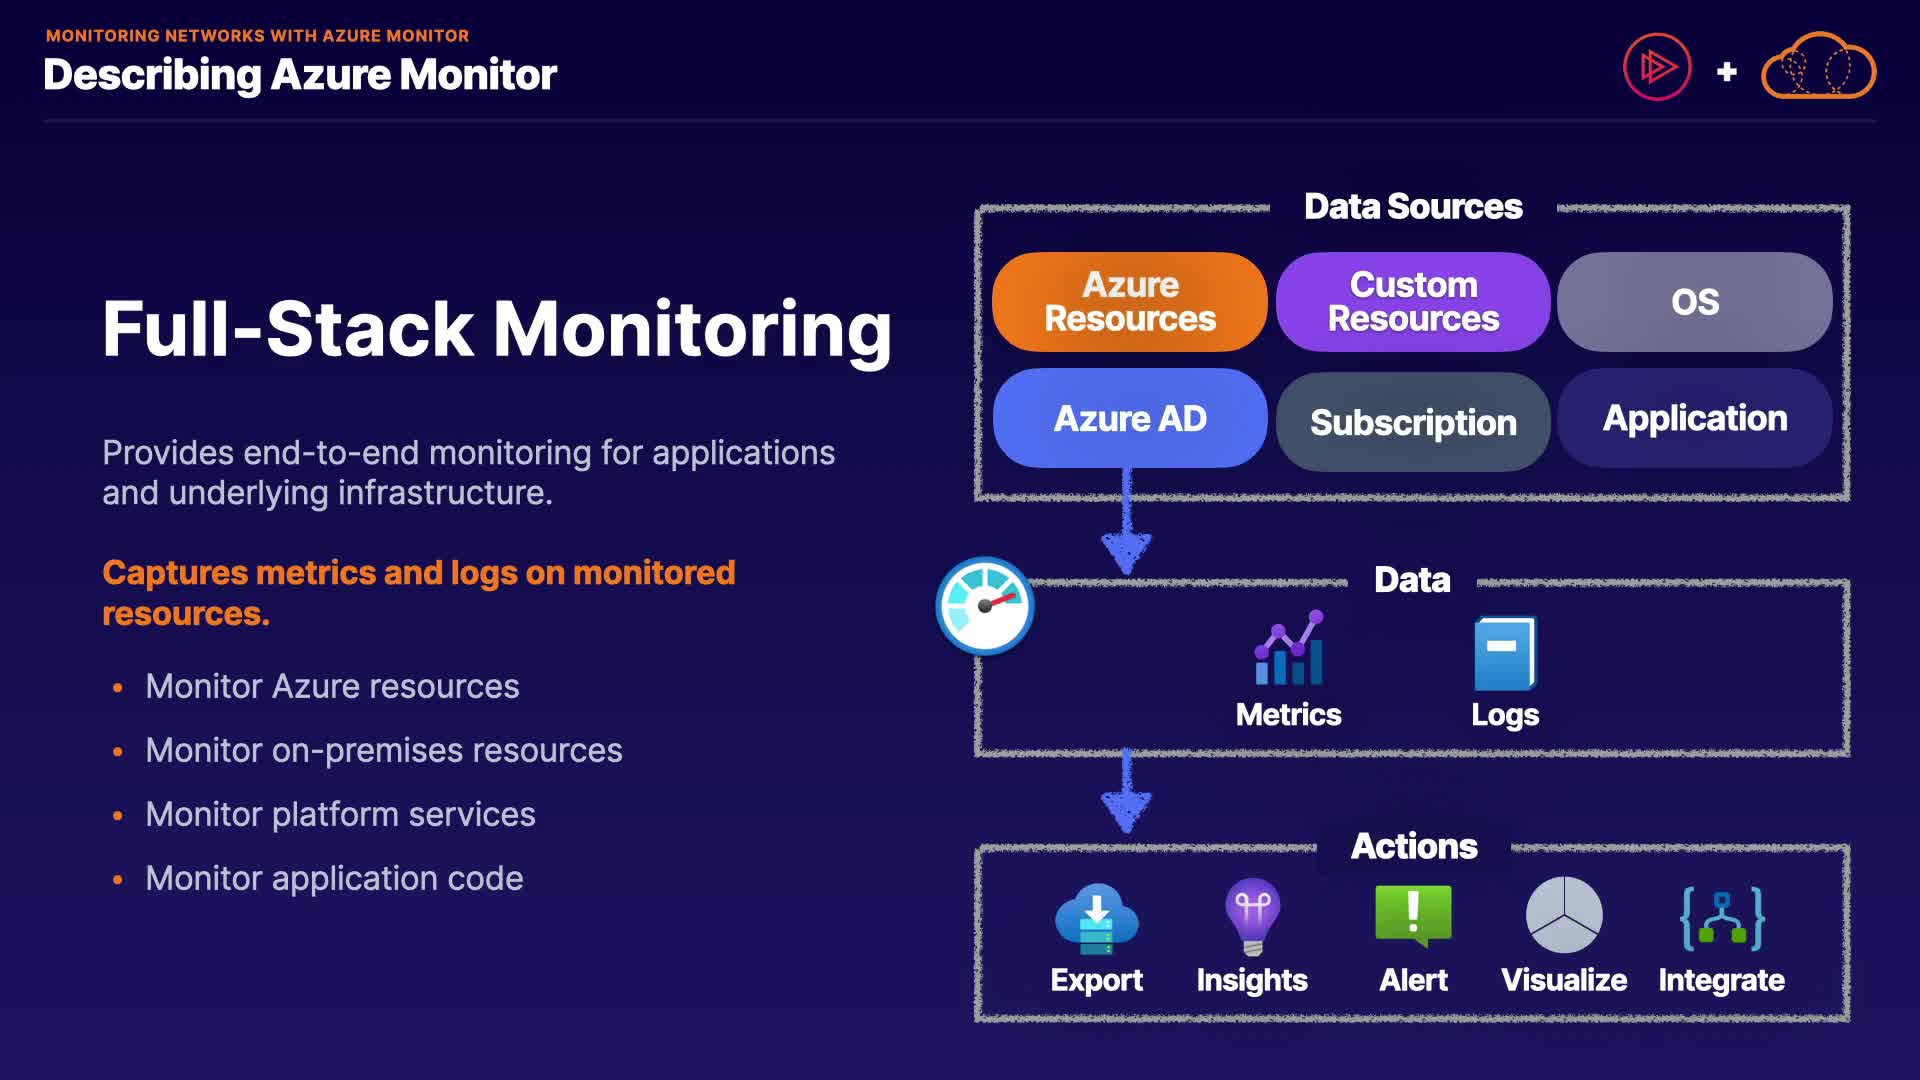 MONITORING NETWORKS WITH AZURE MONITOR
Describing Azure Monitor
Full-Stack Monitoring
Provides end-to-end monitoring for applications
and underlying infrastructure.
Captures metrics and logs on monitored
resources.
• Monitor Azure resources
• Monitor on-premises resources
• Monitor platform services
• Monitor application code
+
Data Sources
Azure
Resources
Custom
Resources
OS
Azure AD
Subscription
Application
Data
Metrics
Logs
Actions
Export
Insights
Alert
Visualize
Integrate